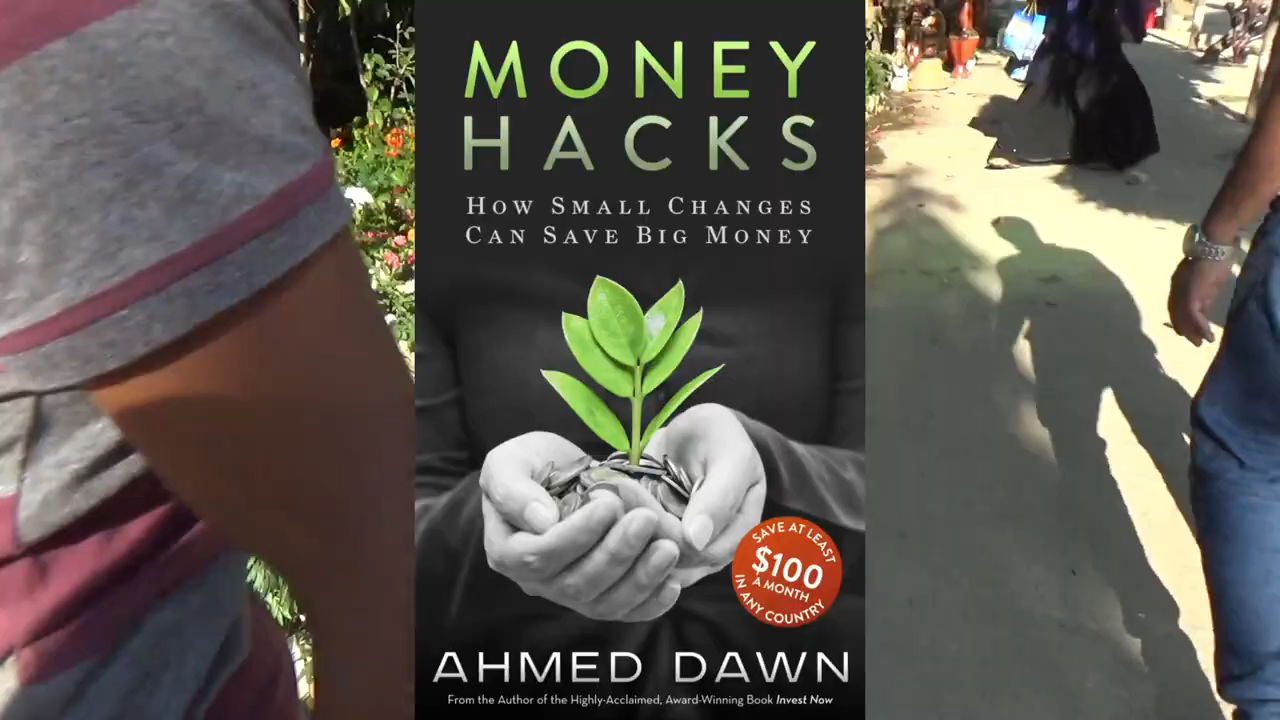 MONEY
HACKS
How Small Changes
Can Save Big Money
SAVE AT LEAST
$100
A MONTH
IN ANY COUNTRY
AHMED DAWN
From the Author of the Highly-Acclaimed, Award-Winning Book Invest Now